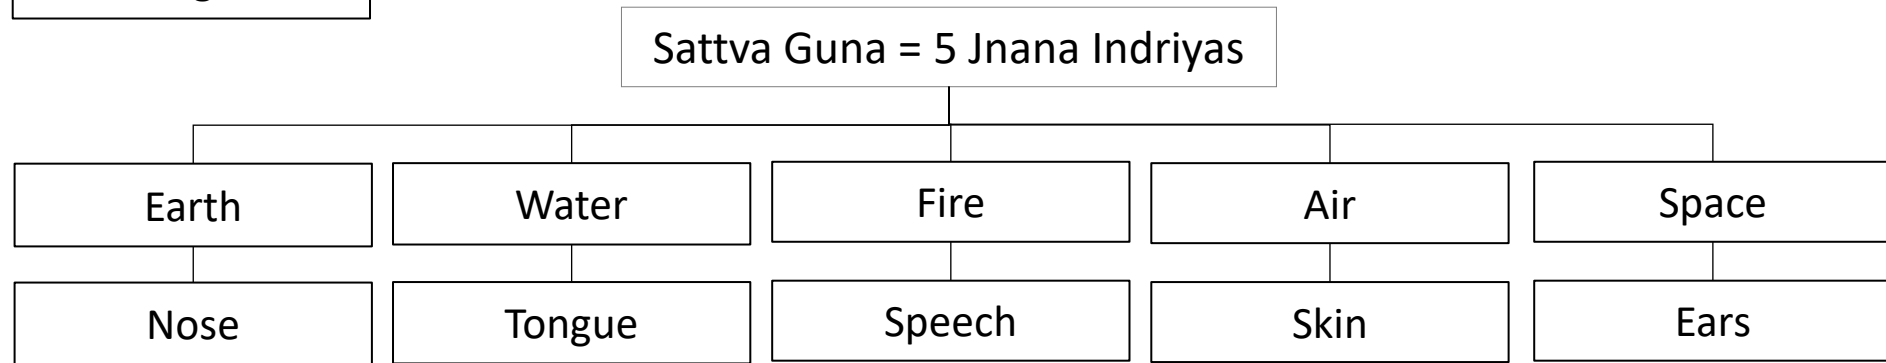 Sattva Guna = 5 Jnana Indriyas
Earth
Water
Fire
Air
Space
Nose
Tongue
Speech
Skin
Ears